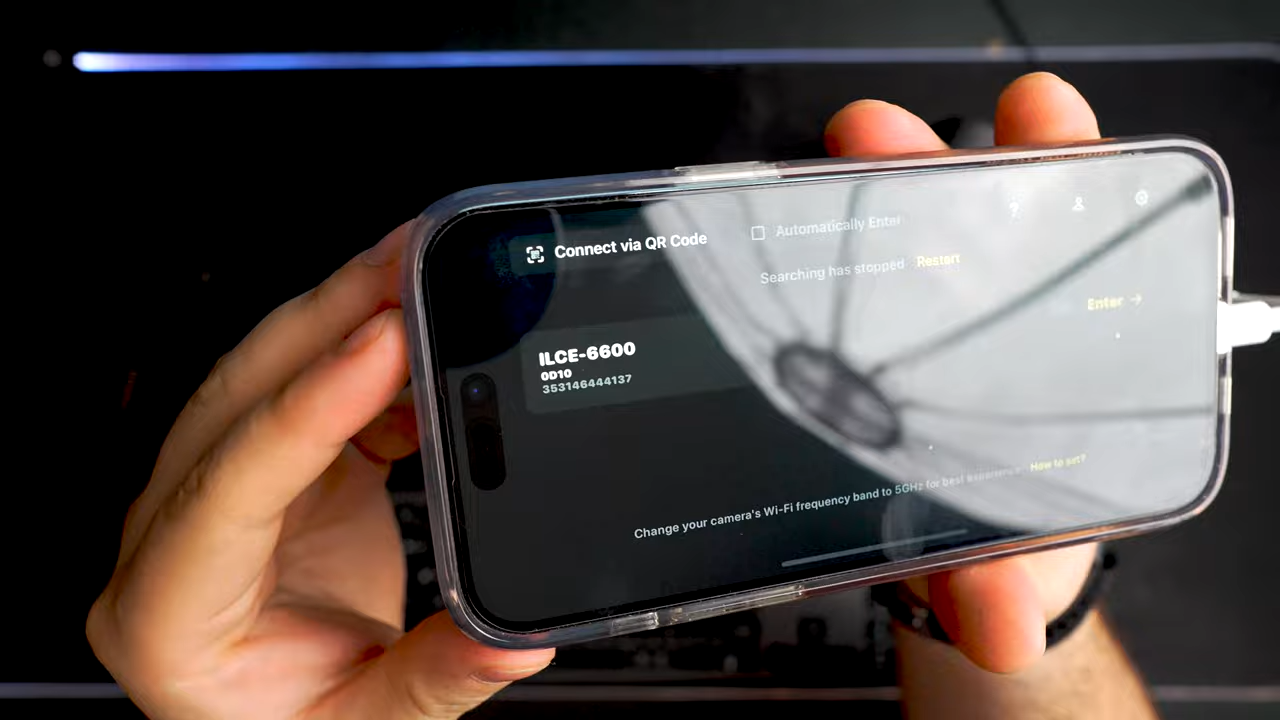 Connect via QR Code
Automatically Enter
Searching has stopped Restart
Enter →
ILCE-6600
0D10
353146444137
Change your camera's Wi-Fi frequency band to 5GHz for best experience. How to set?